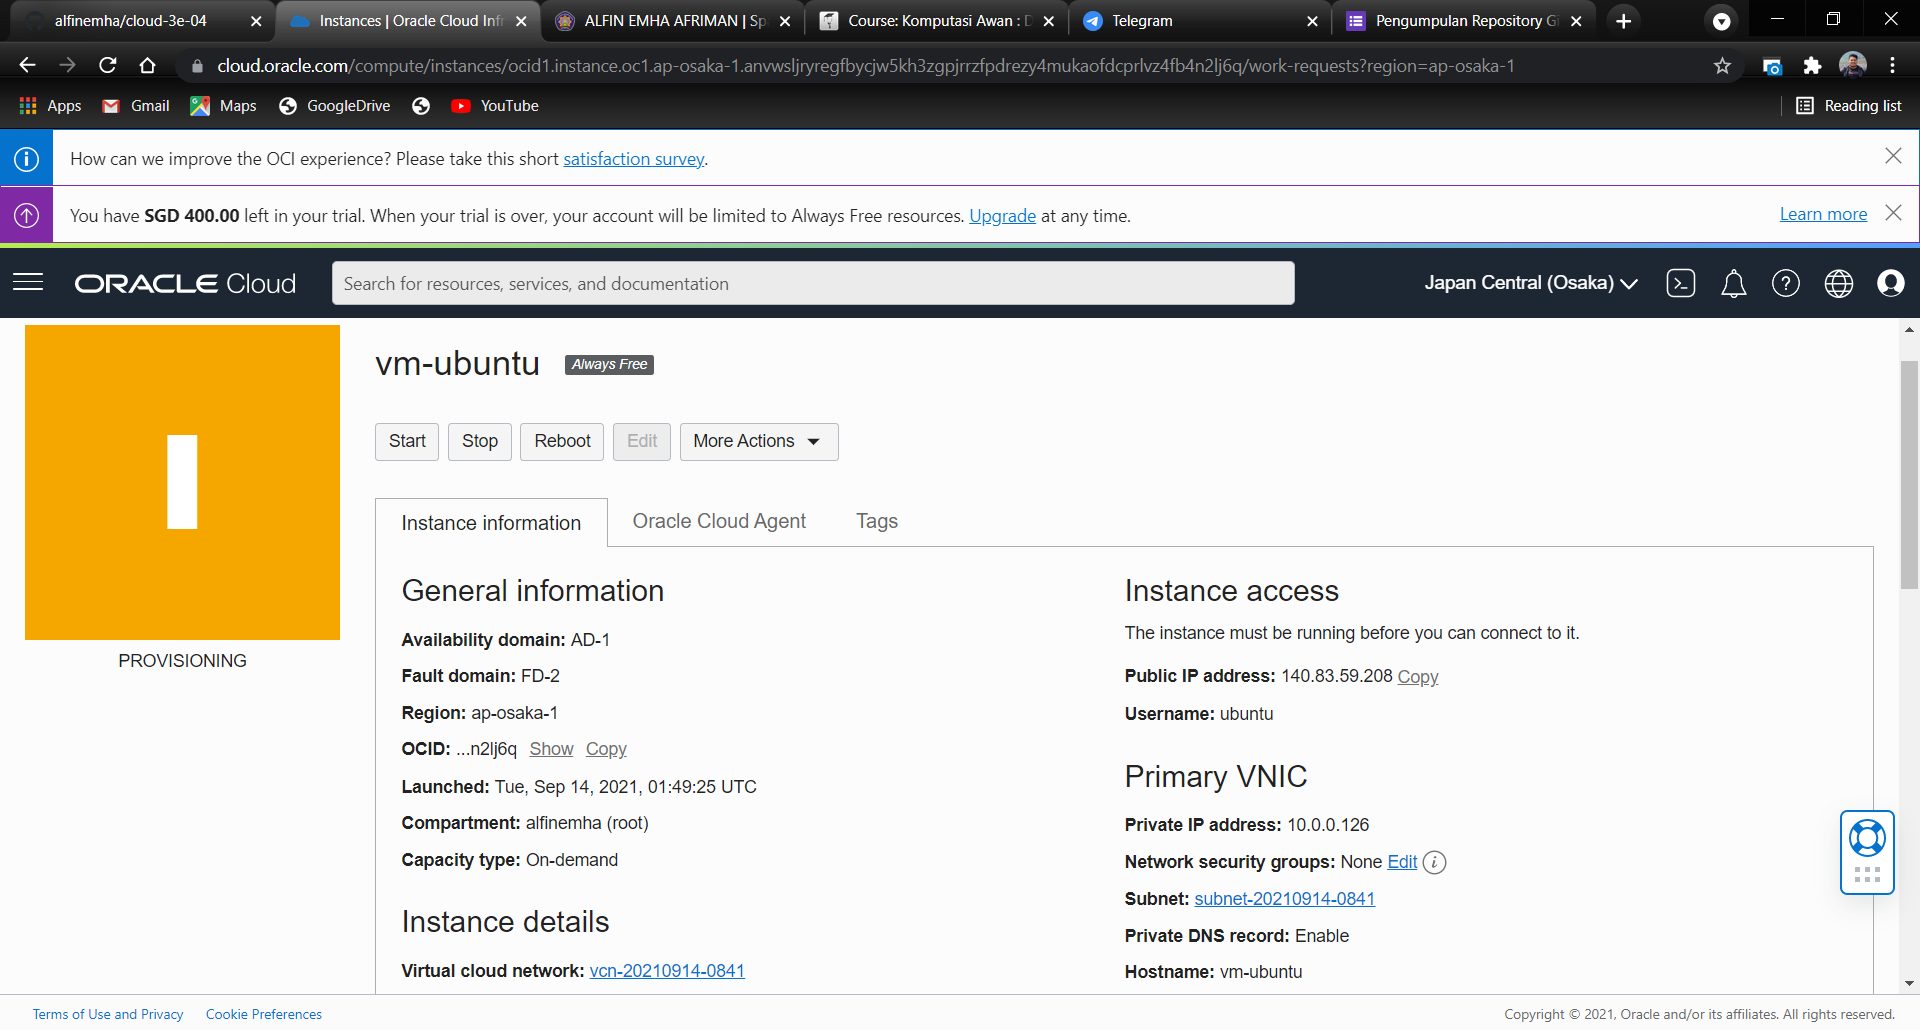 alfinemha/cloud-3e-04
Instances | Oracle Cloud Infr
ALFIN EMHA AFRIMAN | Sp
Course: Komputasi Awan : D
Telegram
Pengumpulan Repository Gi
cloud.oracle.com/compute/instances/ocid1.instance.oc1.ap-osaka-1.anvwsljryregfbycjw5kh3zgpjrrzfpdrezy4mukaofdcprlvz4fb4n2lj6q/work-requests?region=ap-osaka-1
Apps
Gmail
Maps
GoogleDrive
YouTube
Reading list
How can we improve the OCI experience? Please take this short satisfaction survey.
You have SGD 400.00 left in your trial. When your trial is over, your account will be limited to Always Free resources. Upgrade at any time.
Learn more
ORACLE Cloud
Search for resources, services, and documentation
Japan Central (Osaka)
vm-ubuntu
Always Free
Start
Stop
Reboot
Edit
More Actions
PROVISIONING
Instance information
Oracle Cloud Agent
Tags
General information
Availability domain: AD-1
Fault domain: FD-2
Region: ap-osaka-1
OCID: ...n2lj6q Show Copy
Launched: Tue, Sep 14, 2021, 01:49:25 UTC
Compartment: alfinemha (root)
Capacity type: On-demand
Instance details
Virtual cloud network: vcn-20210914-0841
Instance access
The instance must be running before you can connect to it.
Public IP address: 140.83.59.208 Copy
Username: ubuntu
Primary VNIC
Private IP address: 10.0.0.126
Network security groups: None Edit
Subnet: subnet-20210914-0841
Private DNS record: Enable
Hostname: vm-ubuntu
Terms of Use and Privacy
Cookie Preferences
Copyright © 2021, Oracle and/or its affiliates. All rights reserved.